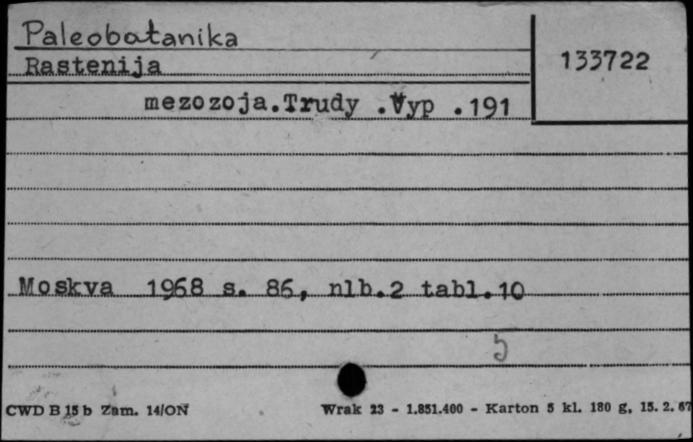 Paleobotanika
Rastenija
133722
mezozoja.Trudy .Vyp .191
Moskva 1968 s. 86, nlb.2 tabl.10
5
CWD B 15 b Zam. 14/ON Wrak 23 - 1.851.400 - Karton 5 kl. 180 g, 15. 2. 67